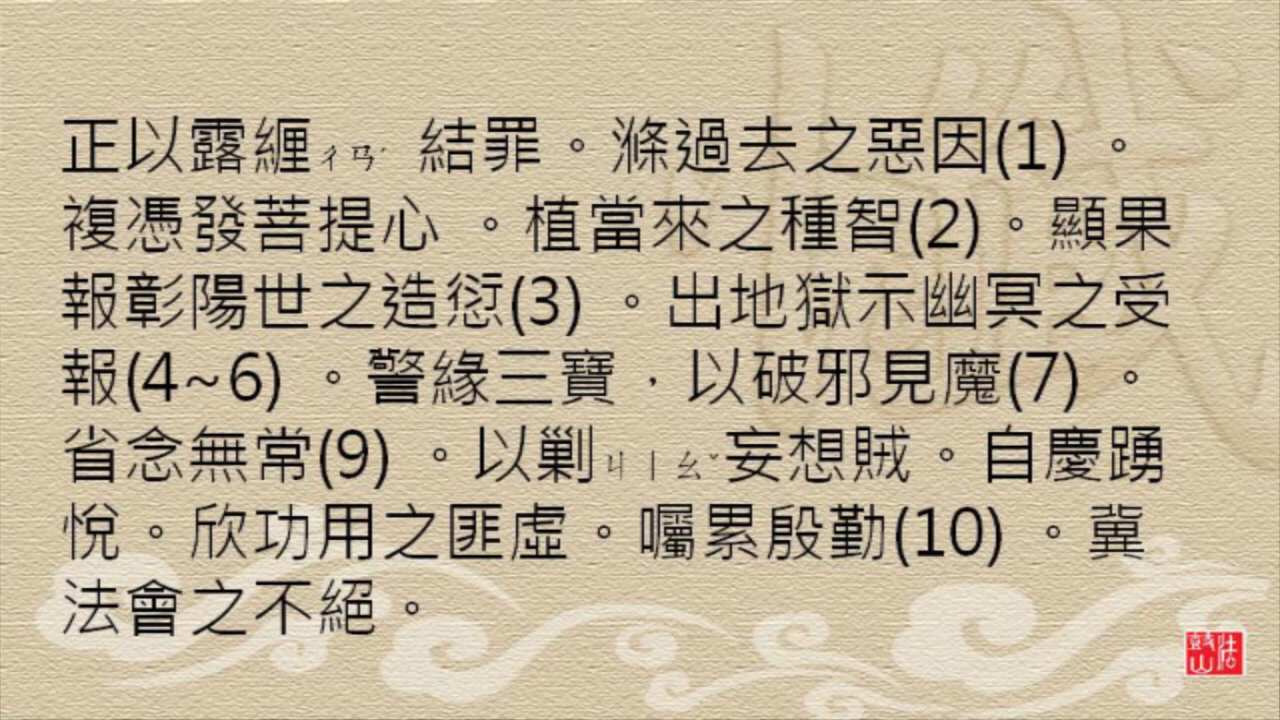 正以露纏ㄔㄢˊ 結罪。滌過去之惡因(1) 。
複憑發菩提心 。植當來之種智(2)。顯果
報彰陽世之造愆(3) 。出地獄示幽冥之受
報(4~6) 。警緣三寶，以破邪見魔(7) 。
省念無常(9) 。以剿ㄐㄧㄠˇ妄想賊。自慶踴
悅。欣功用之匪虛。囑累殷勤(10) 。冀
法會之不絕。
法鼓山